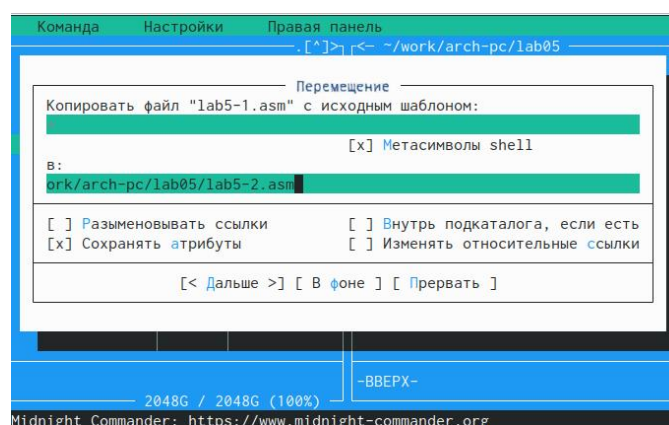 Команда Настройки Правая панель
.[^]> <- ~/work/arch-pc/lab05
Перемещение
Копировать файл "lab5-1.asm" с исходным шаблоном:
[x] Метасимволы shell
в:
ork/arch-pc/lab05/lab5-2.asm
[ ] Разыменовывать ссылки [ ] Внутрь подкаталога, если есть
[x] Сохранять атрибуты [ ] Изменять относительные ссылки
[< Дальше >] [ В фоне ] [ Прервать ]
-ВВЕРХ-
2048G / 2048G (100%)
Midnight Commander: https://www.midnight-commander.org